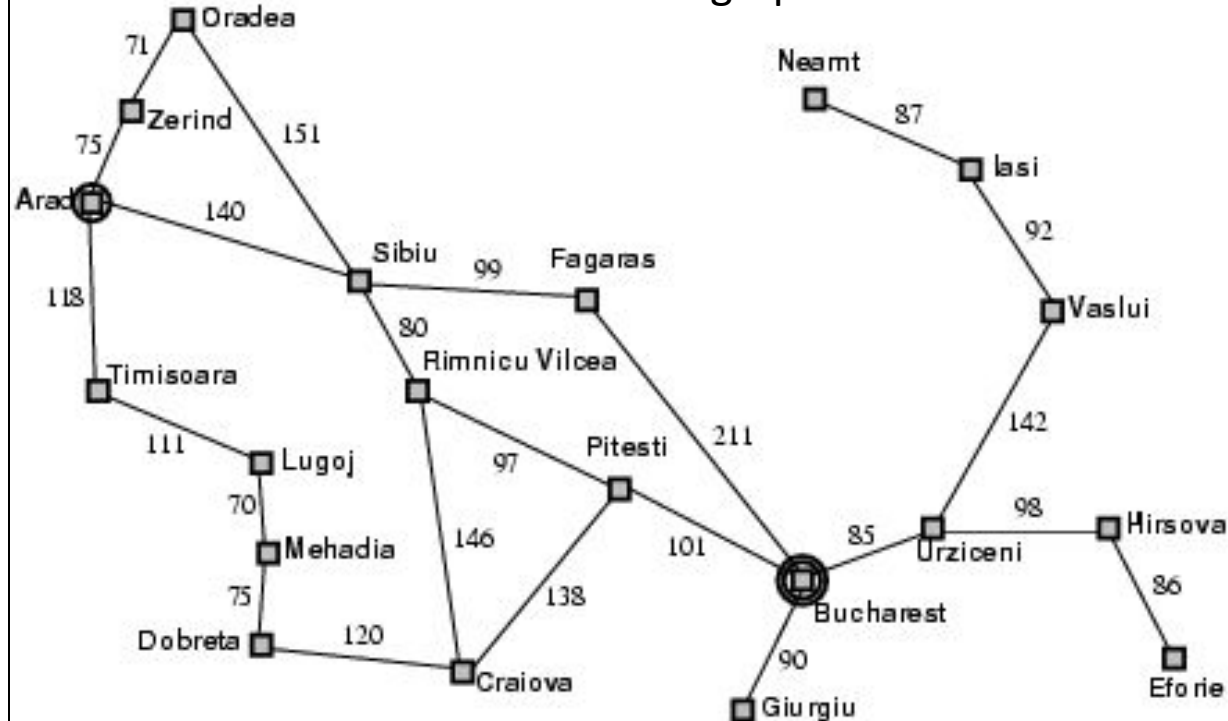 Oradea
71
Neamt
87
Zerind
151
75
Iasi
Arad
140
92
Sibiu
99
Fagaras
118
80
Vaslui
Rimnicu Vilcea
Timisoara
142
211
Pitesti
111
Lugoj
97
70
98
Hirsova
146
85
Urziceni
Mehadia
101
86
75
138
Bucharest
Dobreta
120
90
Craiova
Eforie
Giurgiu